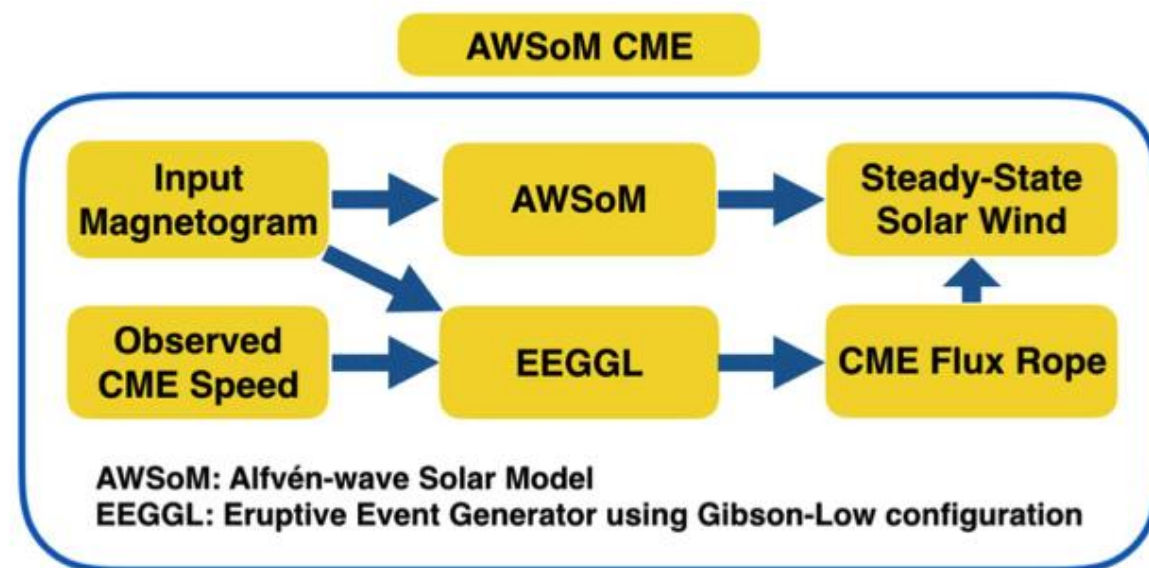 AWSoM CME
Input
Magnetogram
AWSoM
Steady-State
Solar Wind
Observed
CME Speed
EEGGL
CME Flux Rope
AWSoM: Alfvén-wave Solar Model
EEGGL: Eruptive Event Generator using Gibson-Low configuration